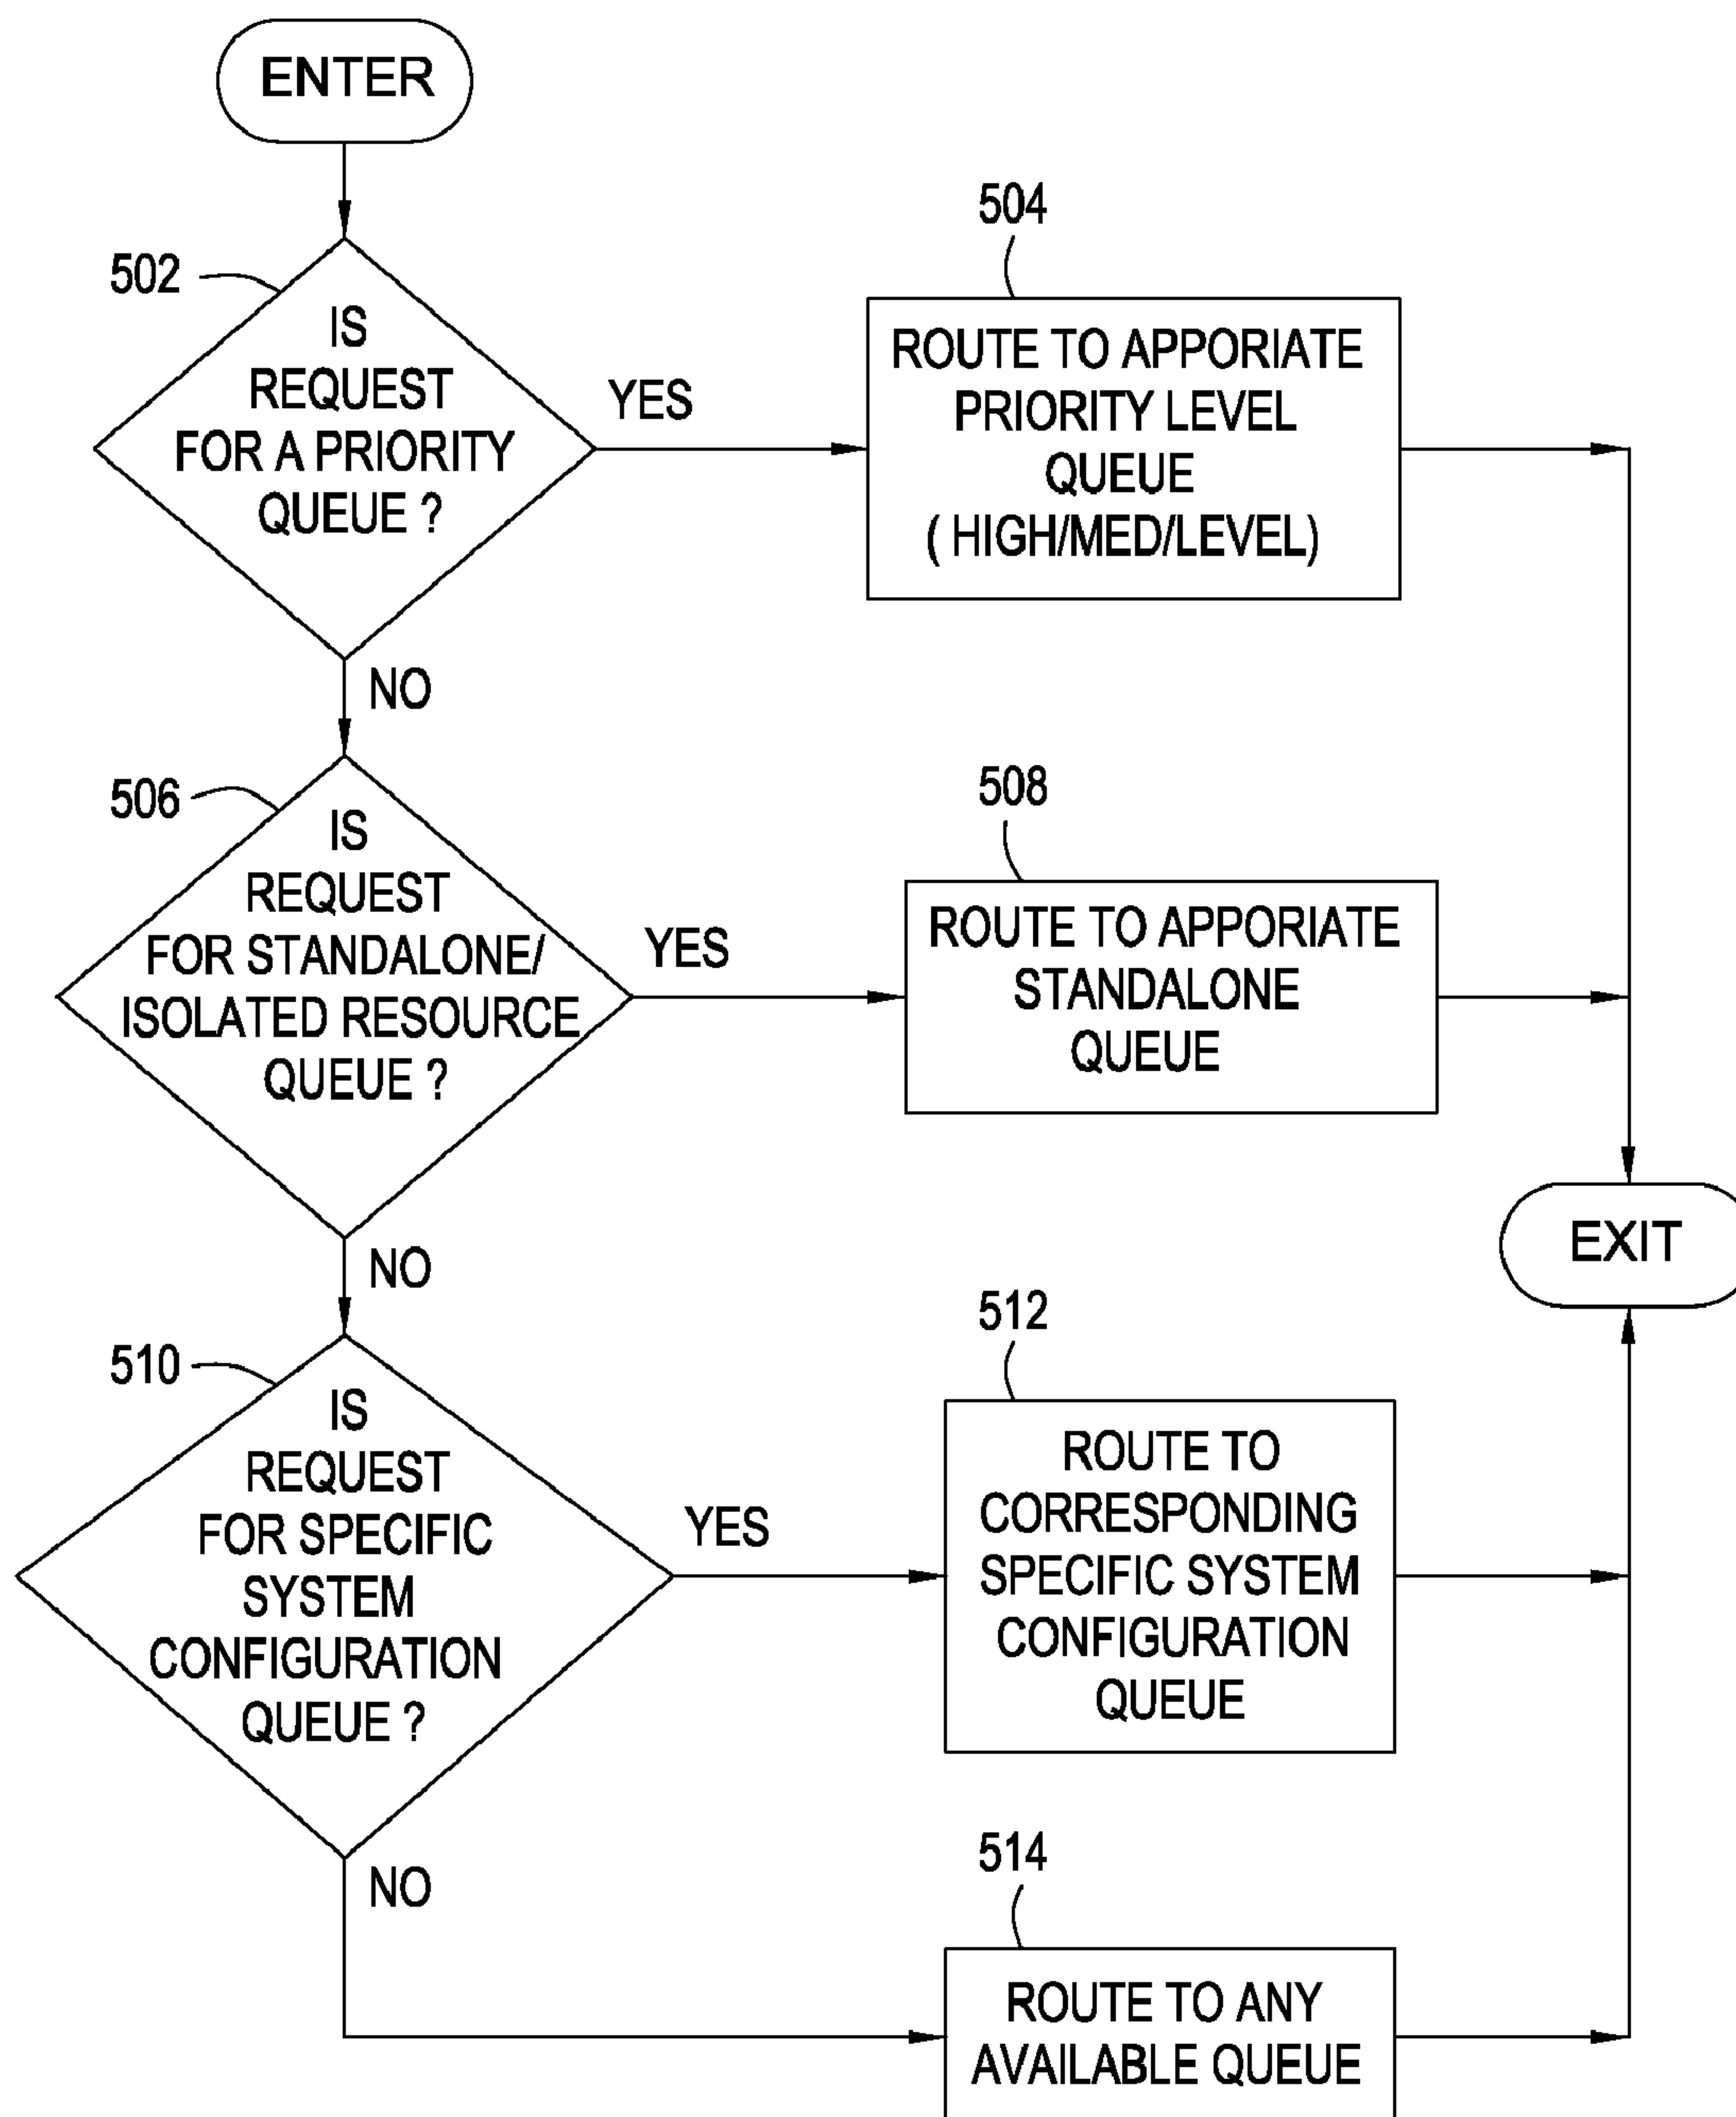 ENTER
502
IS
REQUEST
FOR A PRIORITY
QUEUE ?
YES
504
ROUTE TO APPORIATE
PRIORITY LEVEL
QUEUE
( HIGH/MED/LEVEL)
NO
506
IS
REQUEST
FOR STANDALONE/
ISOLATED RESOURCE
QUEUE ?
YES
508
ROUTE TO APPORIATE
STANDALONE
QUEUE
NO
EXIT
510
IS
REQUEST
FOR SPECIFIC
SYSTEM
CONFIGURATION
QUEUE ?
YES
512
ROUTE TO
CORRESPONDING
SPECIFIC SYSTEM
CONFIGURATION
QUEUE
NO
514
ROUTE TO ANY
AVAILABLE QUEUE